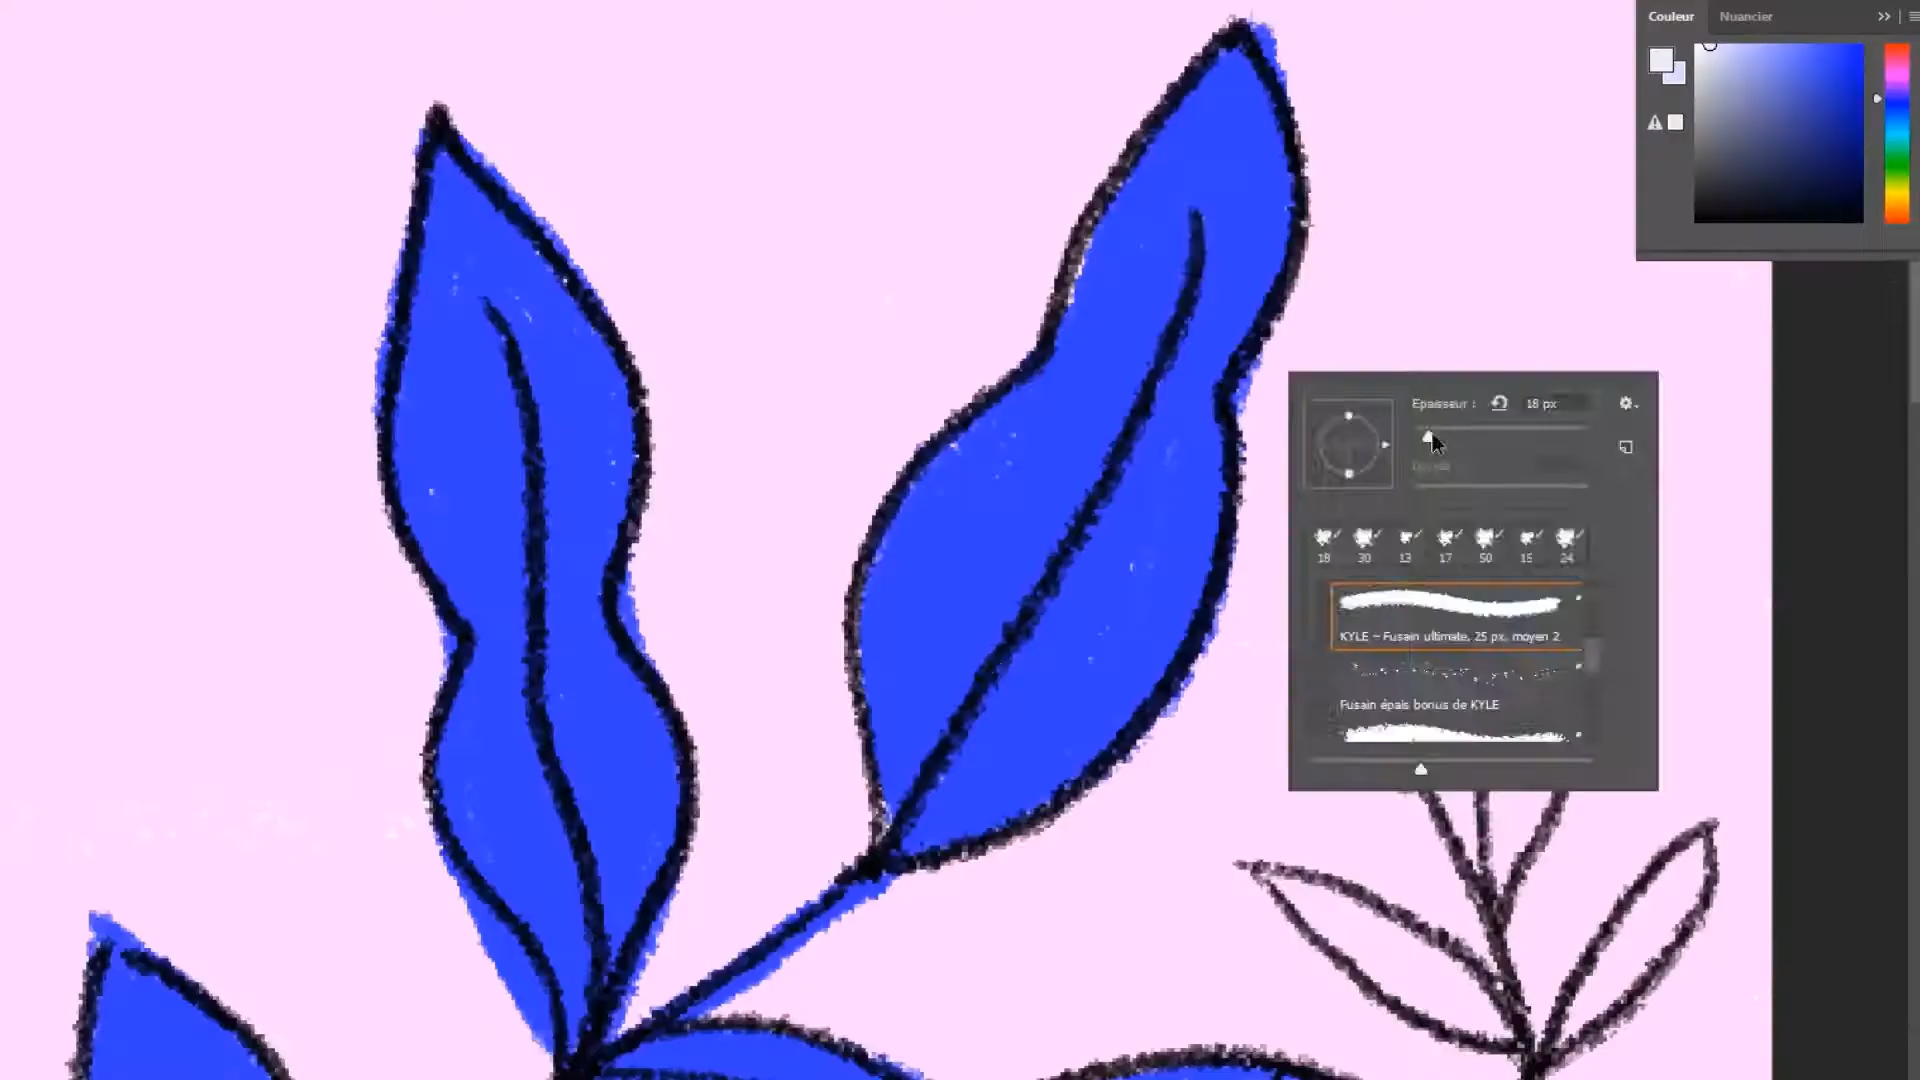 Couleur
Nuancier
Epaisseur :
18 px
18 30 13 17 50 15 24
KYLE – Fusain ultimate, 25 px, moyen 2
Fusain épais bonus de KYLE